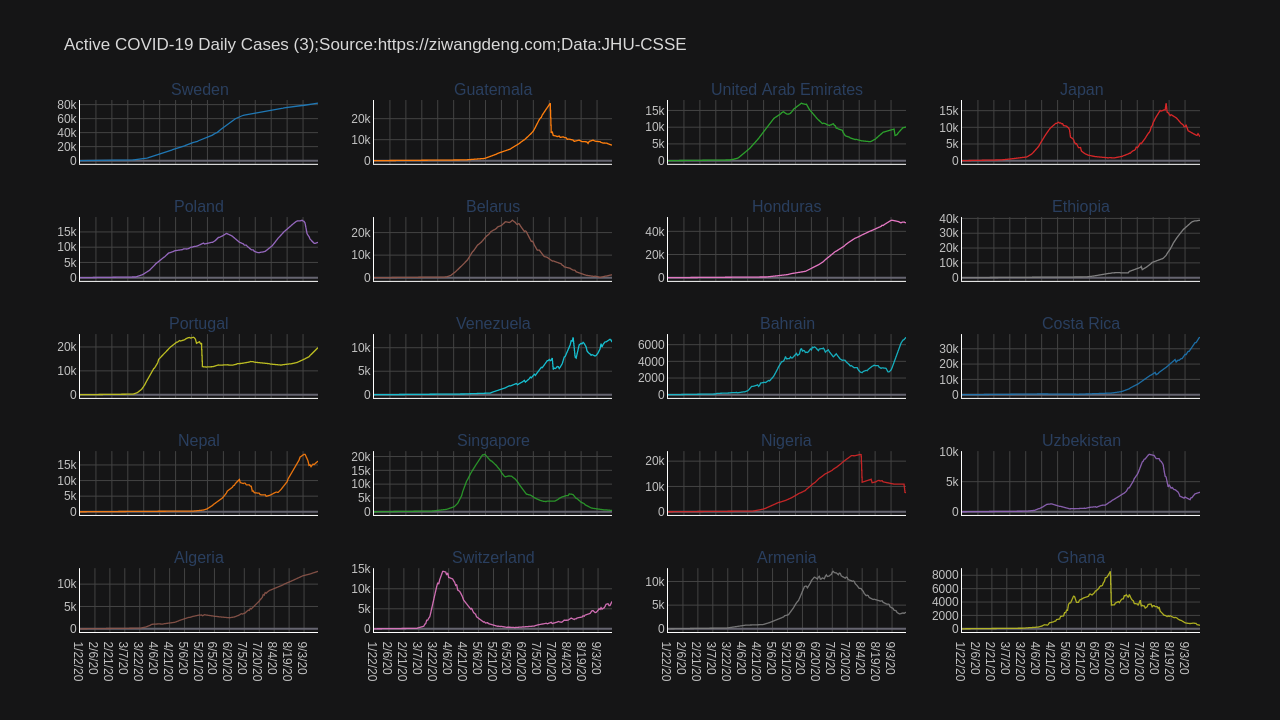 Active COVID-19 Daily Cases (3);Source:https://ziwangdeng.com;Data:JHU-CSSE
Sweden
80k
60k
40k
20k
0
Guatemala
20k
10k
0
United Arab Emirates
15k
10k
5k
0
Japan
15k
10k
5k
0
Poland
15k
10k
5k
0
Belarus
20k
10k
0
Honduras
40k
20k
0
Ethiopia
40k
30k
20k
10k
0
Portugal
20k
10k
0
Venezuela
10k
5k
0
Bahrain
6000
4000
2000
0
Costa Rica
30k
20k
10k
0
Nepal
15k
10k
5k
0
Singapore
20k
15k
10k
5k
0
Nigeria
20k
10k
0
Uzbekistan
10k
5k
0
Algeria
10k
5k
0
1/22/20
2/6/20
2/21/20
3/7/20
3/22/20
4/6/20
4/21/20
5/6/20
5/21/20
6/5/20
6/20/20
7/5/20
7/20/20
8/4/20
8/19/20
9/3/20
Switzerland
15k
10k
5k
0
1/22/20
2/6/20
2/21/20
3/7/20
3/22/20
4/6/20
4/21/20
5/6/20
5/21/20
6/5/20
6/20/20
7/5/20
7/20/20
8/4/20
8/19/20
9/3/20
Armenia
10k
5k
0
1/22/20
2/6/20
2/21/20
3/7/20
3/22/20
4/6/20
4/21/20
5/6/20
5/21/20
6/5/20
6/20/20
7/5/20
7/20/20
8/4/20
8/19/20
9/3/20
Ghana
8000
6000
4000
2000
0
1/22/20
2/6/20
2/21/20
3/7/20
3/22/20
4/6/20
4/21/20
5/6/20
5/21/20
6/5/20
6/20/20
7/5/20
7/20/20
8/4/20
8/19/20
9/3/20